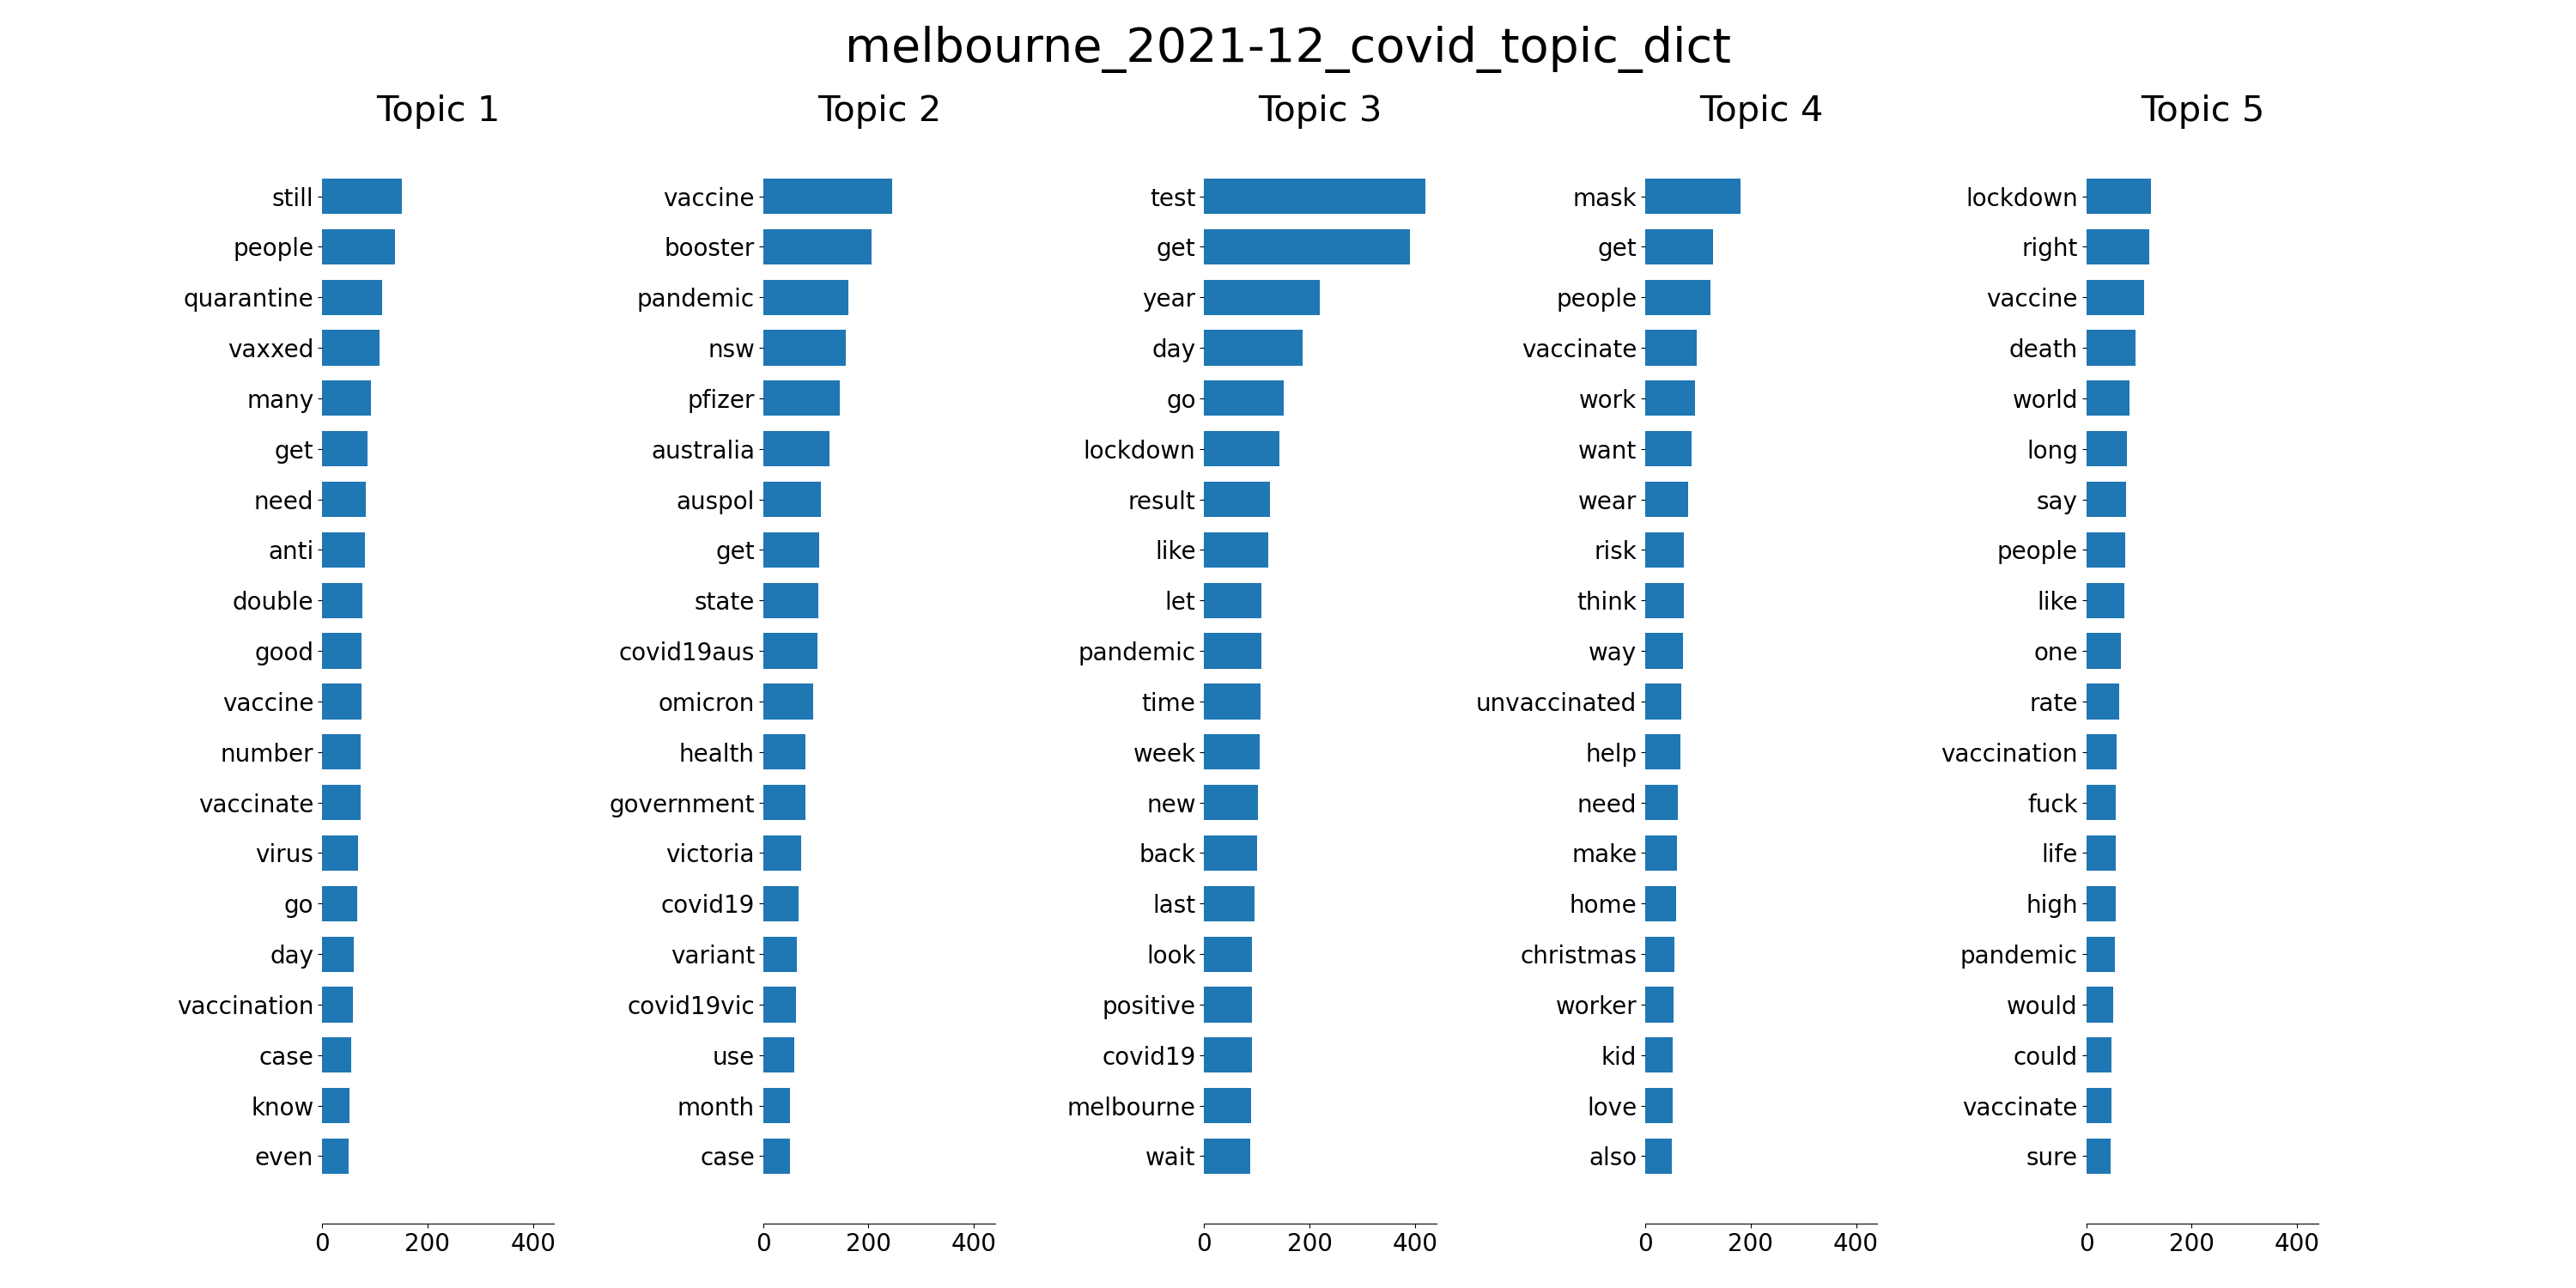 melbourne_2021-12_covid_topic_dict
Topic 1
still
people
quarantine
vaxxed
many
get
need
anti
double
good
vaccine
number
vaccinate
virus
go
day
vaccination
case
know
even
0 200 400
Topic 2
vaccine
booster
pandemic
nsw
pfizer
australia
auspol
get
state
covid19aus
omicron
health
government
victoria
covid19
variant
covid19vic
use
month
case
0 200 400
Topic 3
test
get
year
day
go
lockdown
result
like
let
pandemic
time
week
new
back
last
look
positive
covid19
melbourne
wait
0 200 400
Topic 4
mask
get
people
vaccinate
work
want
wear
risk
think
way
unvaccinated
help
need
make
home
christmas
worker
kid
love
also
0 200 400
Topic 5
lockdown
right
vaccine
death
world
long
say
people
like
one
rate
vaccination
fuck
life
high
pandemic
would
could
vaccinate
sure
0 200 400